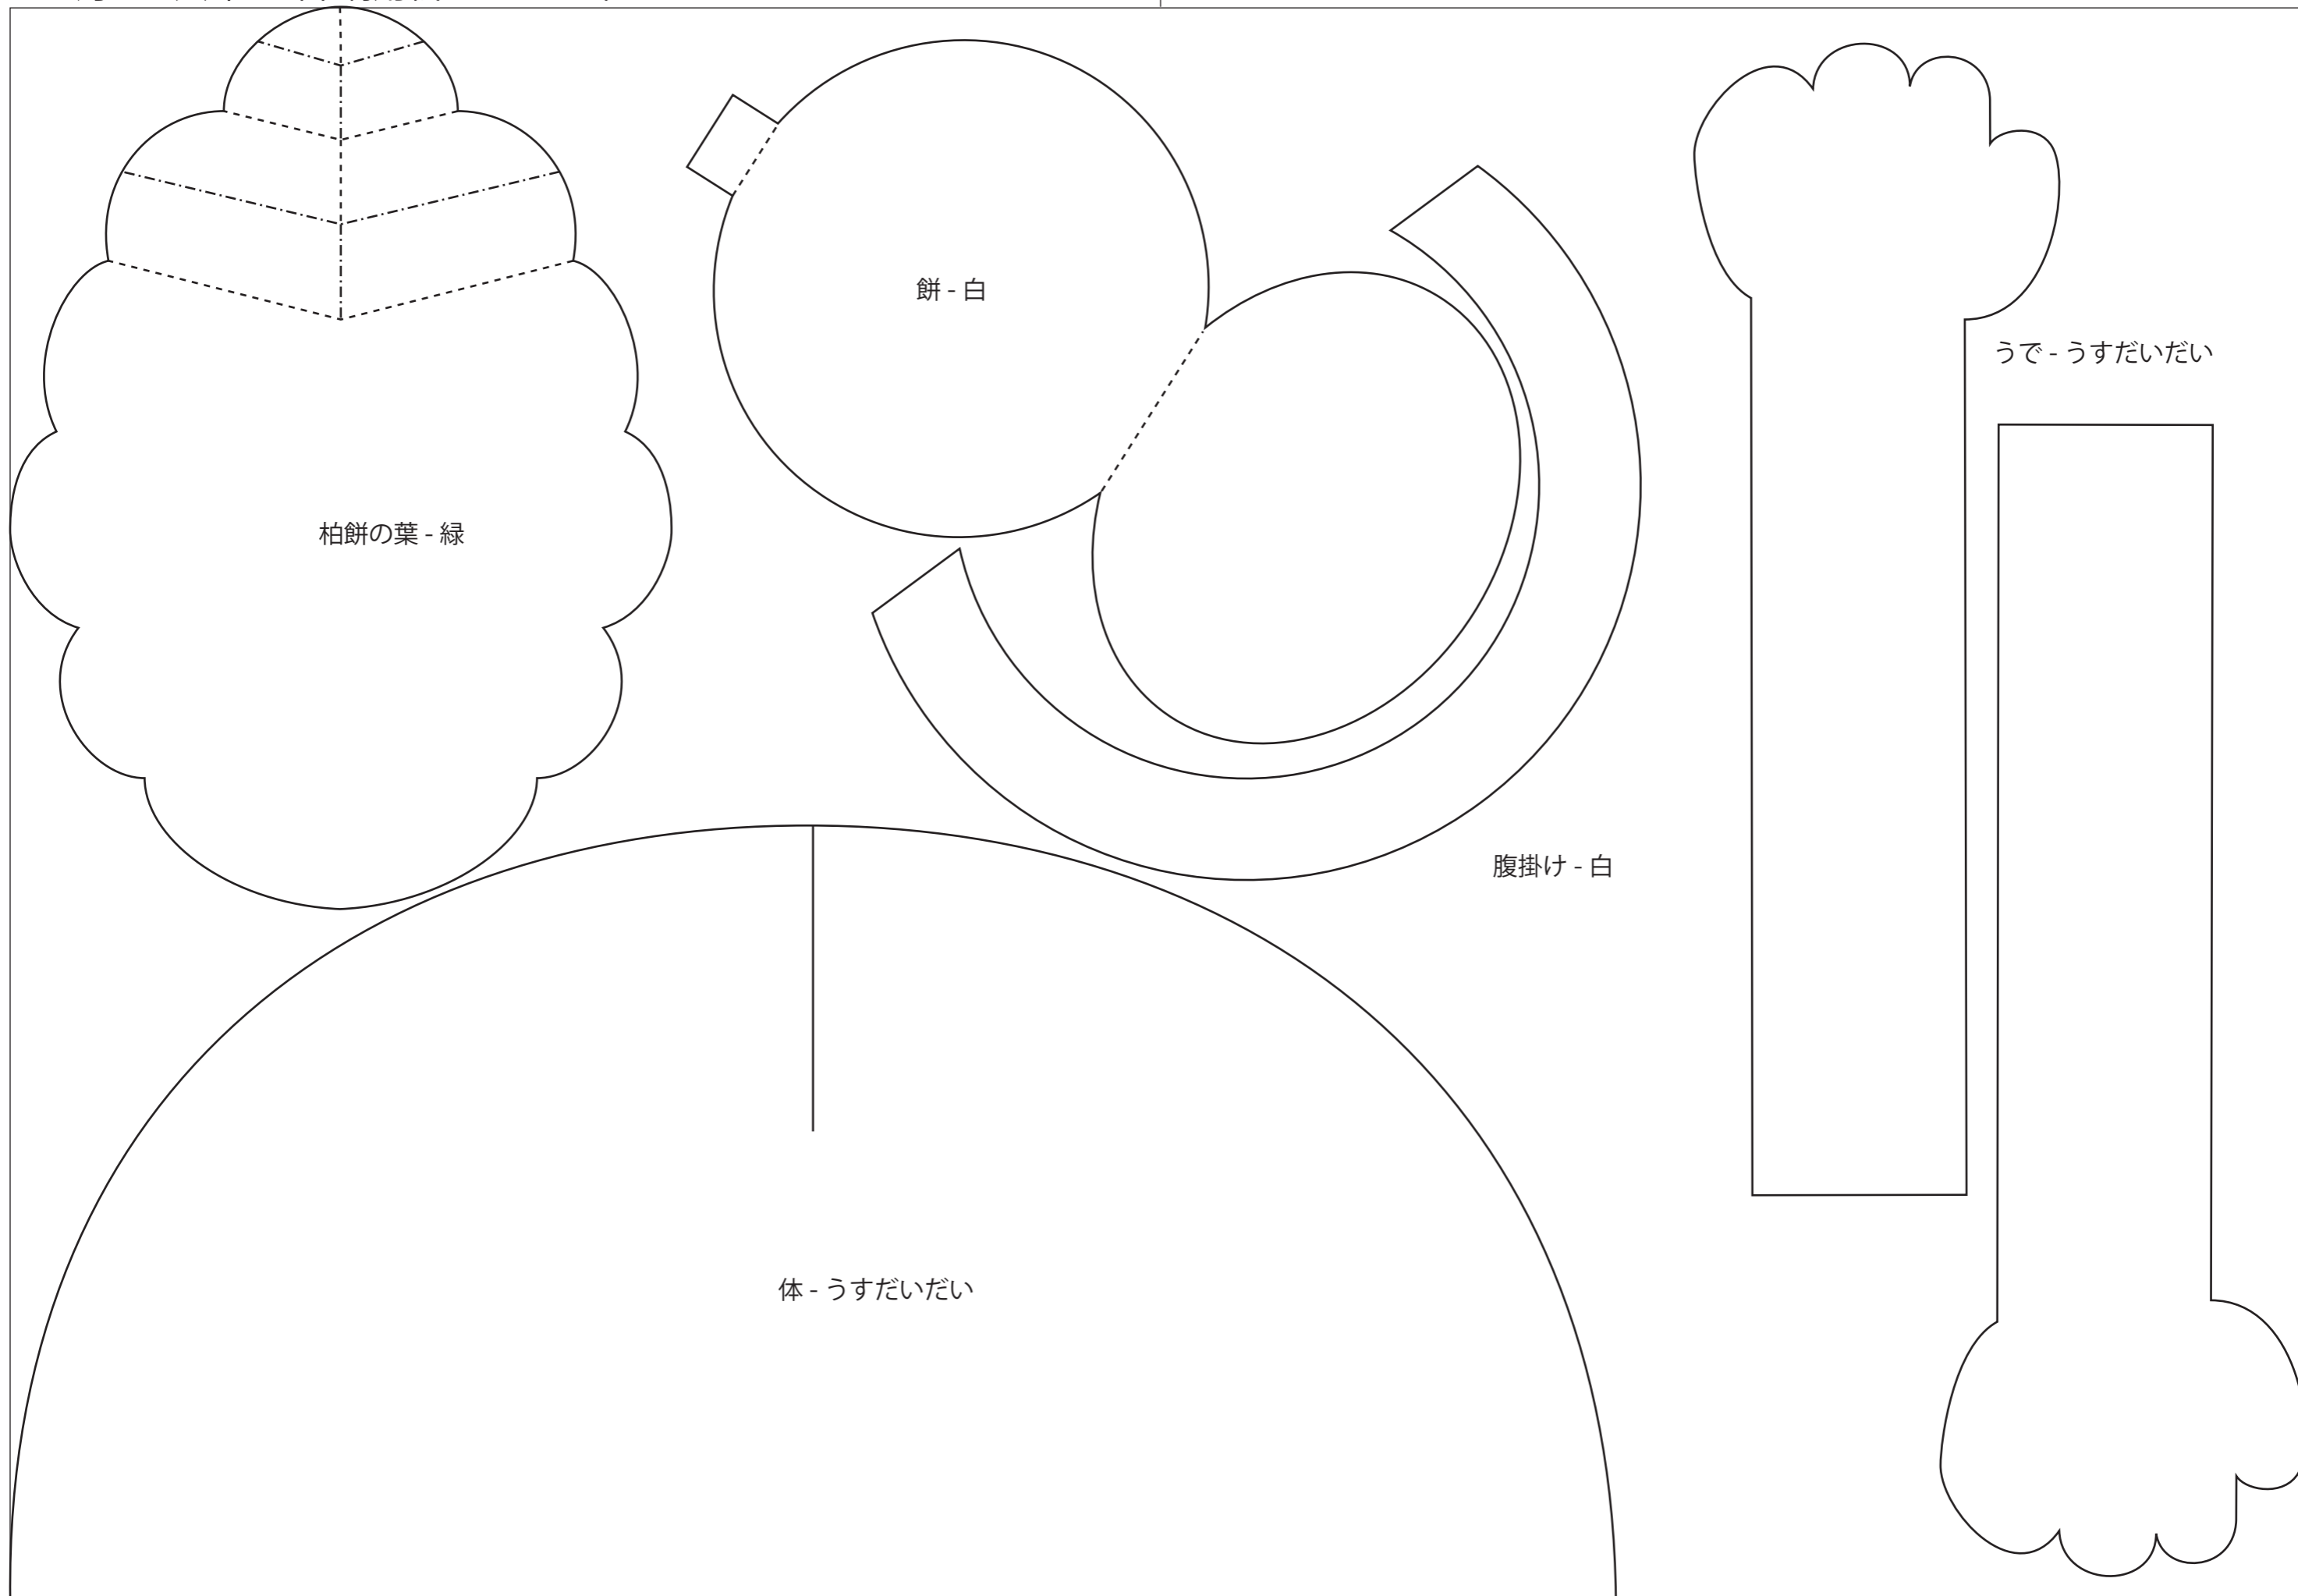 餅 - 白
うで - うすだいだい
柏餅の葉 - 緑
腹掛け - 白
体 - うすだいだい